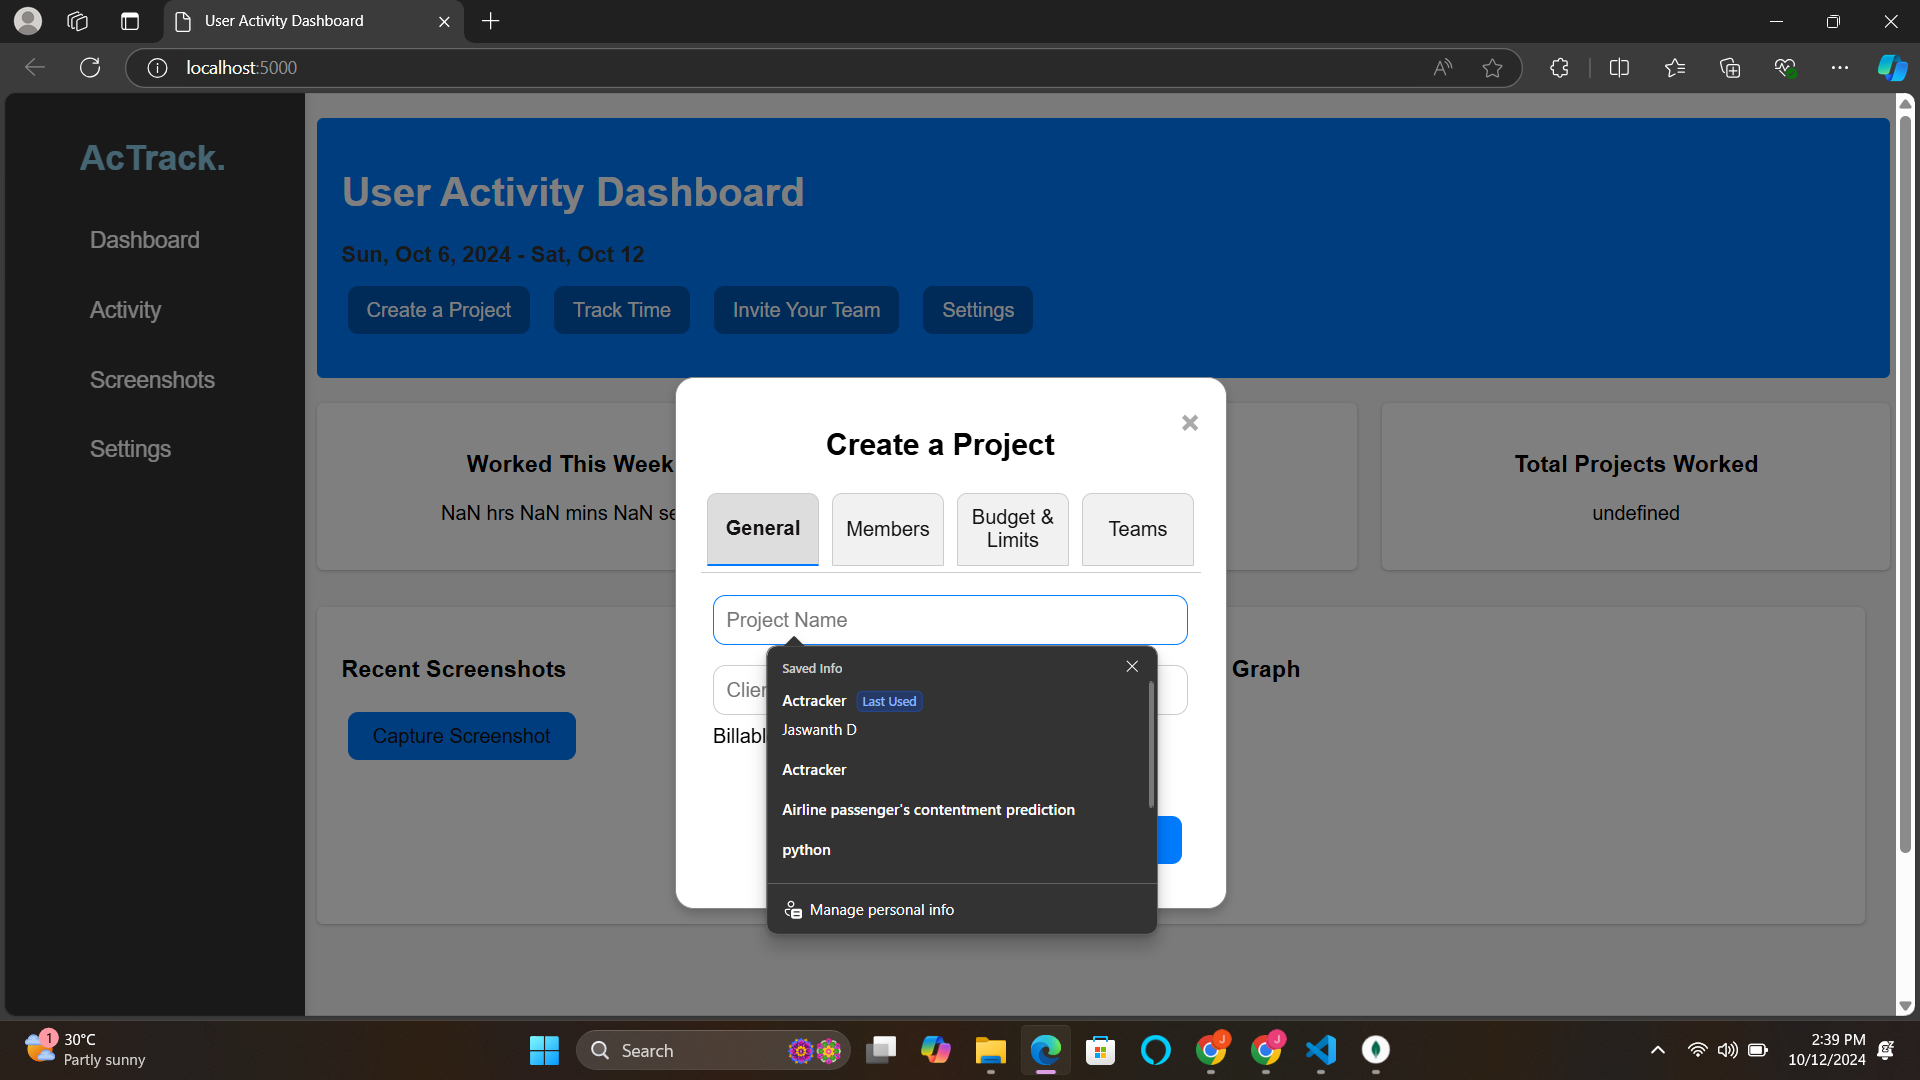 User Activity Dashboard
localhost:5000
AcTrack.
Dashboard
Activity
Screenshots
Settings
User Activity Dashboard
Sun, Oct 6, 2024 - Sat, Oct 12
Create a Project Track Time Invite Your Team Settings
Worked This Week
NaN hrs NaN mins NaN
Total Projects Worked
undefined
Recent Screenshots
Capture Screenshot
Graph
Create a Project
General Members Budget & Limits Teams
Project Name
Saved Info
Actracker Last Used
Jaswanth D
Actracker
Airline passenger's contentment prediction
python
Manage personal info
1
30°C
Partly sunny
Search
J
J
2:39 PM
10/12/2024